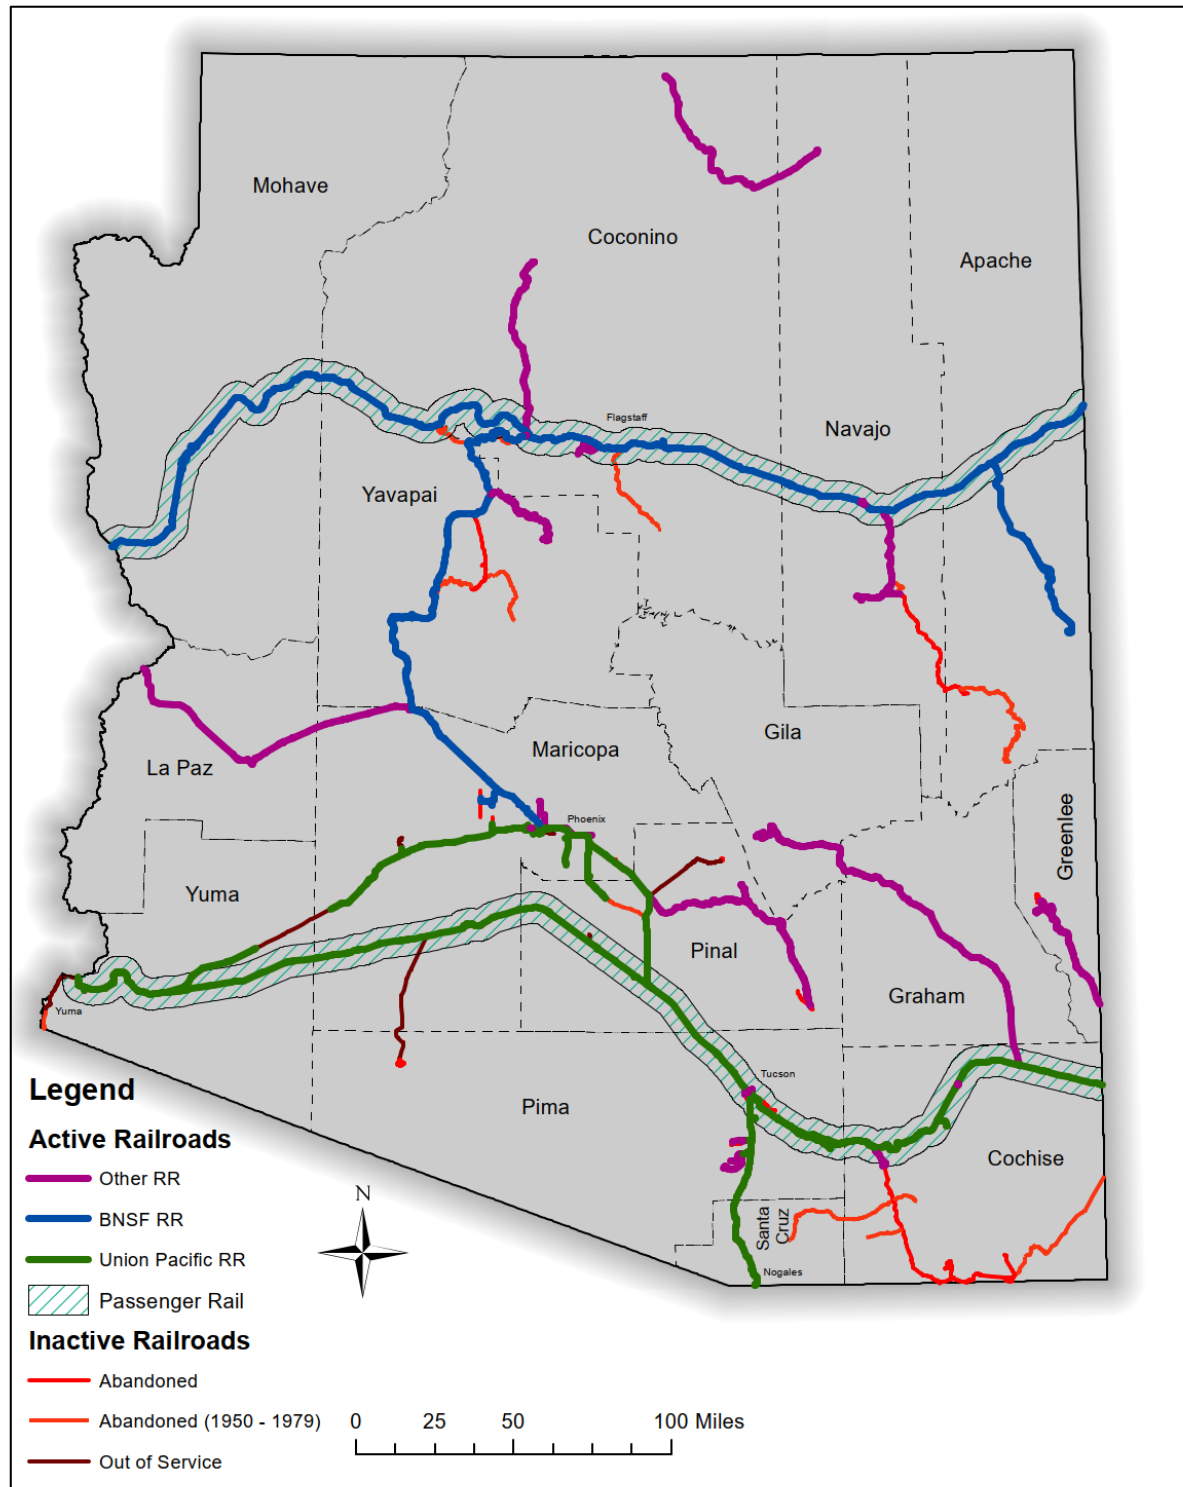 Mohave
Coconino
Apache
Flagstaff
Navajo
Yavapai
Gila
Maricopa
La Paz
Greenlee
Phoenix
Yuma
Pinal
Graham
Yuma
Tucson
Pima
Cochise
Santa
Cruz
Nogales
Legend
Active Railroads
Other RR
BNSF RR
Union Pacific RR
Passenger Rail
Inactive Railroads
Abandoned
Abandoned (1950 - 1979)
Out of Service
N
0 25 50 100 Miles